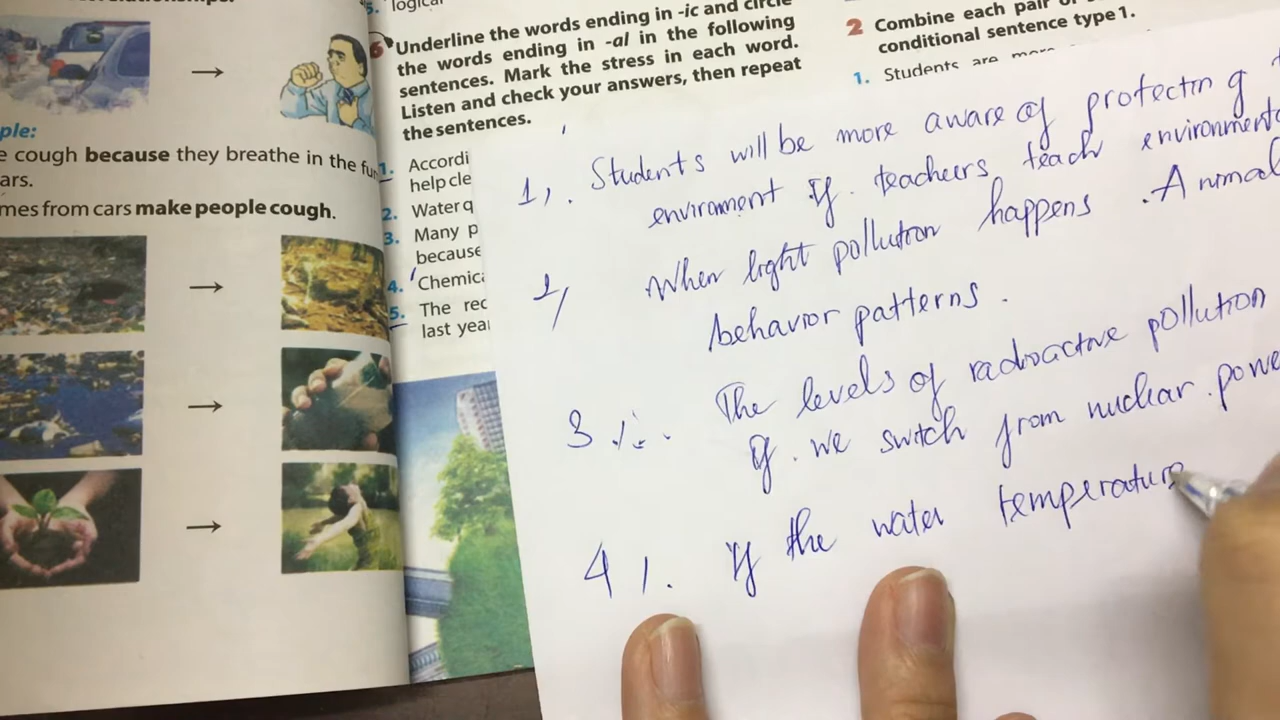 5. logical
6 Underline the words ending in -ic and circle
the words ending in -al in the following
sentences. Mark the stress in each word.
Listen and check your answers, then repeat
the sentences.
1. Accordi
help cle
2. Water q
3. Many p
because
4. Chemic
5. The rec
last yea
2 Combine each pair
conditional sentence type 1.
1. Students are more
ple:
e cough because they breathe in the fu
ars.
mes from cars make people cough.
1, . Students will be more aware of protecting
envirоnment If . teachers teach environment
2/ When light pollution happens . Animal
behavior patterns .
3 The levels of radioactive pollution
If . we switch from nuclear . powe
4 / . If the water temperature